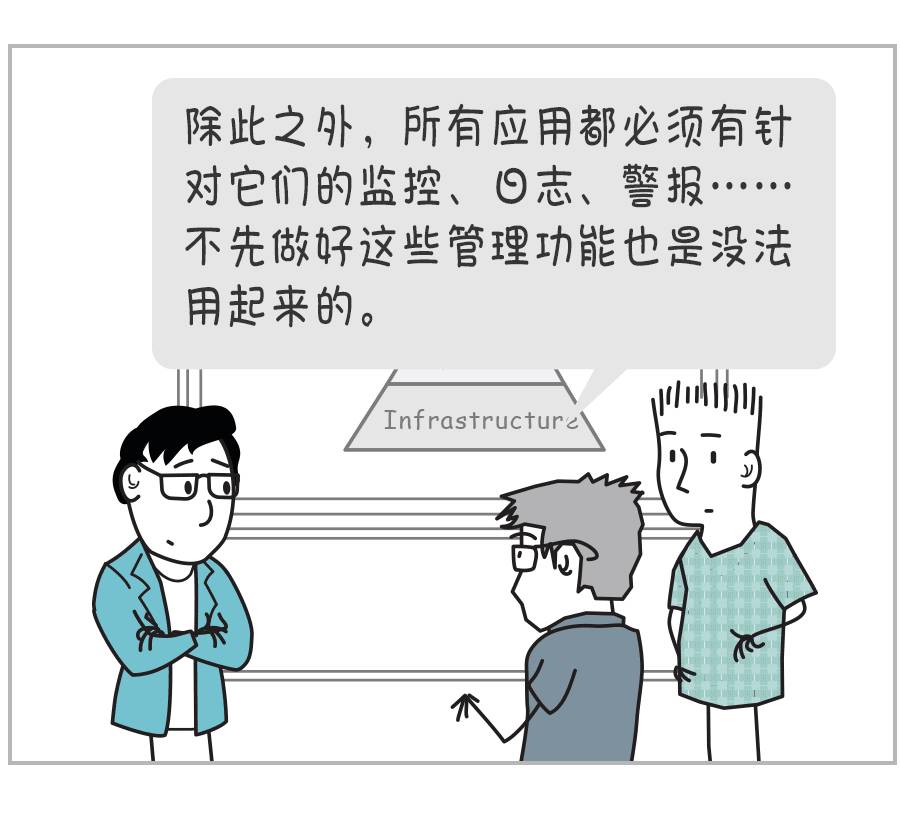 除此之外，所有应用都必须有针
对它们的监控、日志、警报……
不先做好这些管理功能也是没法
用起来的。
Infrastructure